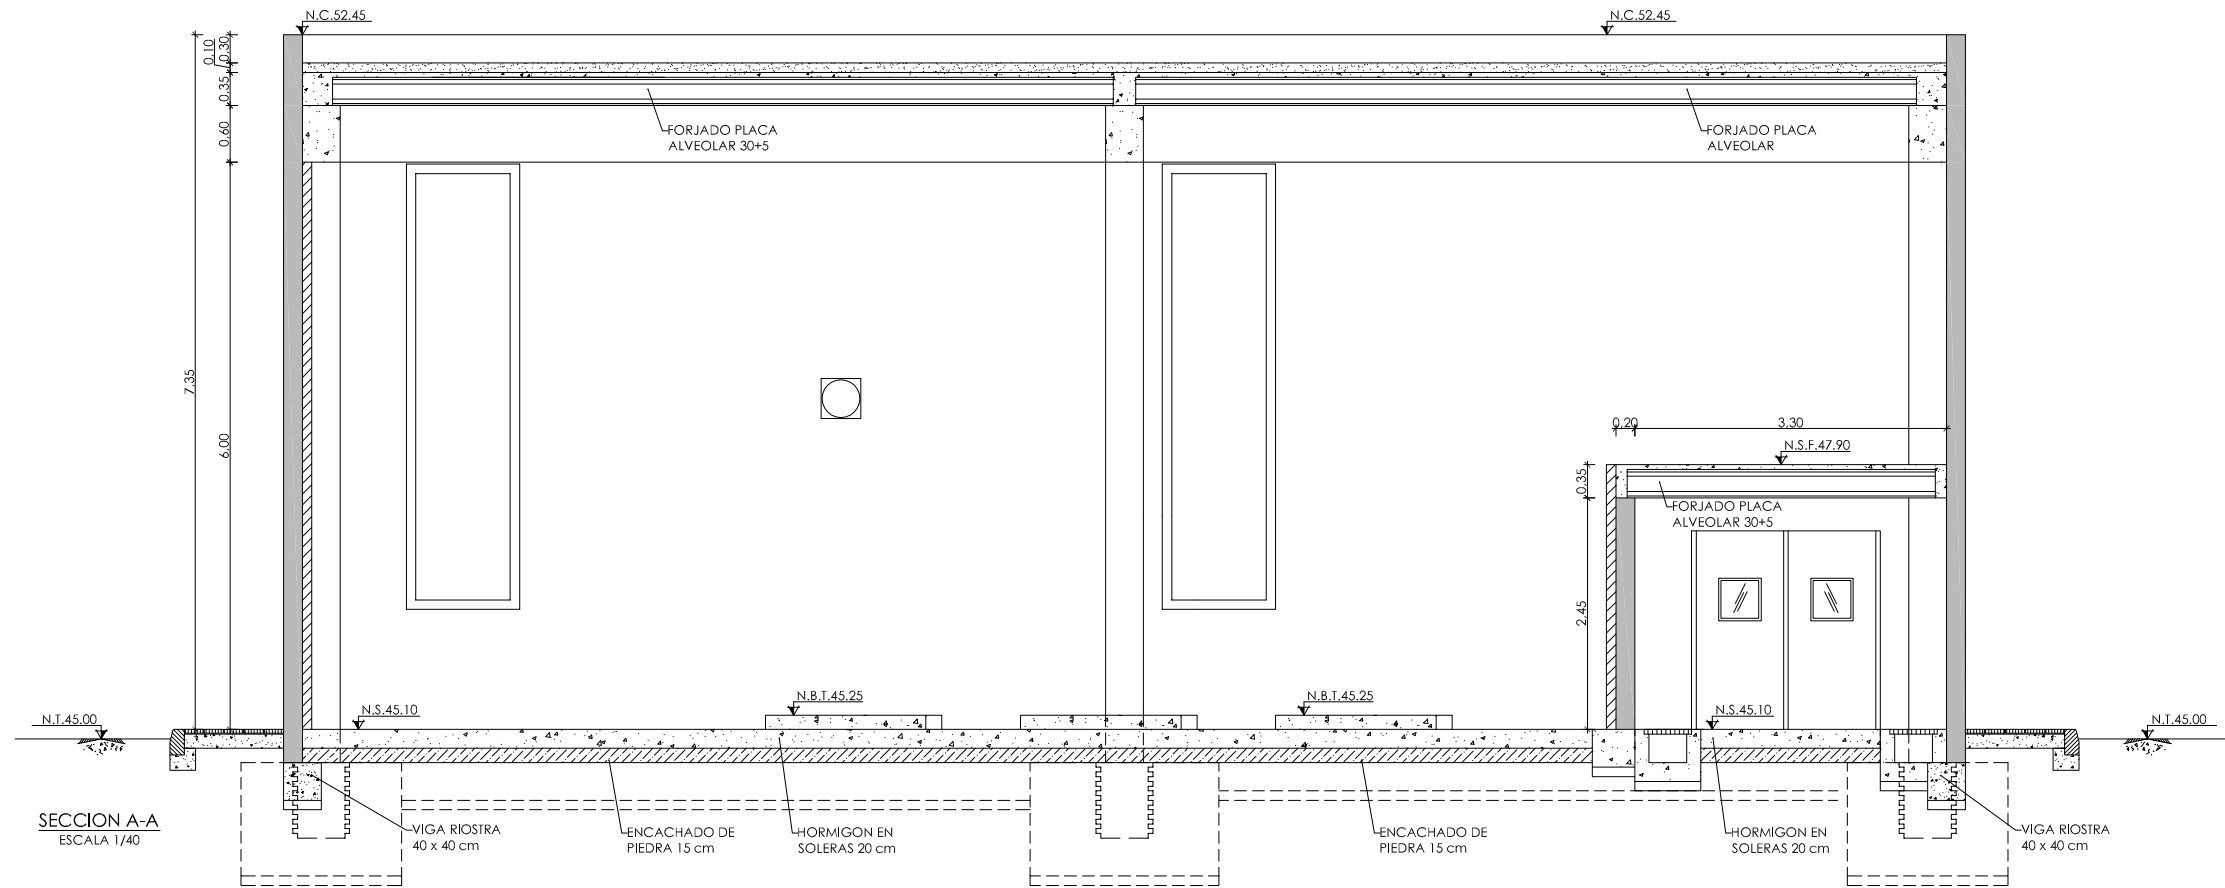 N.C.52.45
N.C.52.45
0.10
0.30
0.35
0.60
FORJADO PLACA
ALVEOLAR 30+5
FORJADO PLACA
ALVEOLAR
7.35
6.00
0.20
3.30
N.S.F.47.90
0.35
FORJADO PLACA
ALVEOLAR 30+5
2.45
N.B.T.45.25
N.B.T.45.25
N.S.45.10
N.S.45.10
N.T.45.00
N.T.45.00
SECCION A-A
ESCALA 1/40
VIGA RIOSTRA
40 x 40 cm
ENCACHADO DE
PIEDRA 15 cm
HORMIGON EN
SOLERAS 20 cm
ENCACHADO DE
PIEDRA 15 cm
HORMIGON EN
SOLERAS 20 cm
VIGA RIOSTRA
40 x 40 cm